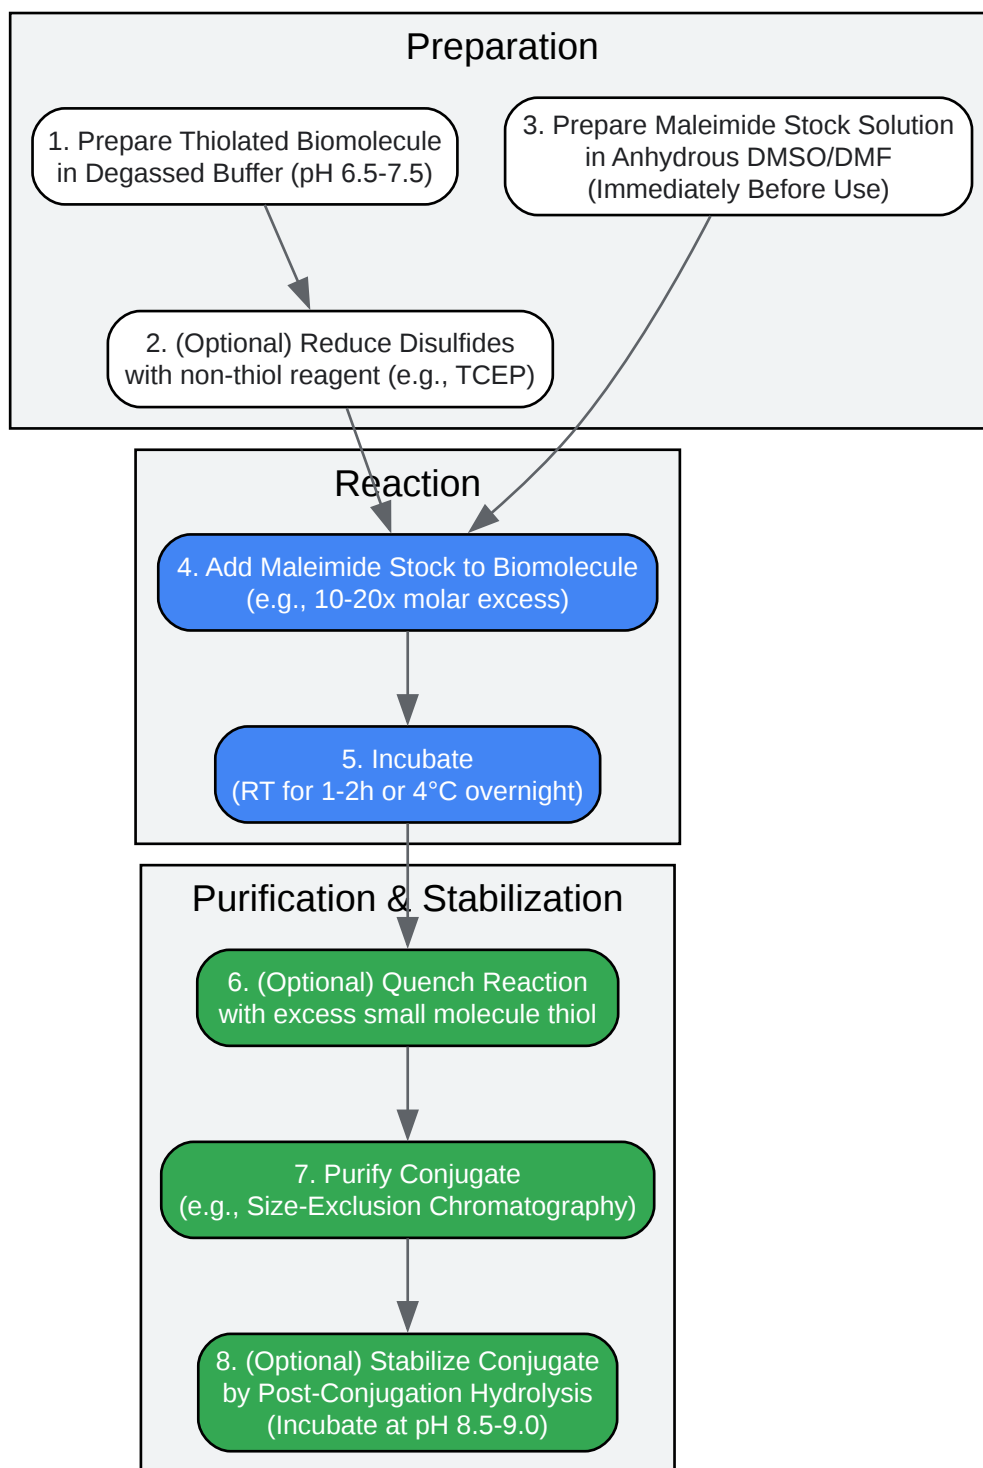 Preparation
1. Prepare Thiolated Biomolecule
in Degassed Buffer (pH 6.5-7.5)
3. Prepare Maleimide Stock Solution
in Anhydrous DMSO/DMF
(Immediately Before Use)
2. (Optional) Reduce Disulfides
with non-thiol reagent (e.g., TCEP)
Reaction
4. Add Maleimide Stock to Biomolecule
(e.g., 10-20x molar excess)
5. Incubate
(RT for 1-2h or 4°C overnight)
Purification & Stabilization
6. (Optional) Quench Reaction
with excess small molecule thiol
7. Purify Conjugate
(e.g., Size-Exclusion Chromatography)
8. (Optional) Stabilize Conjugate
by Post-Conjugation Hydrolysis
(Incubate at pH 8.5-9.0)